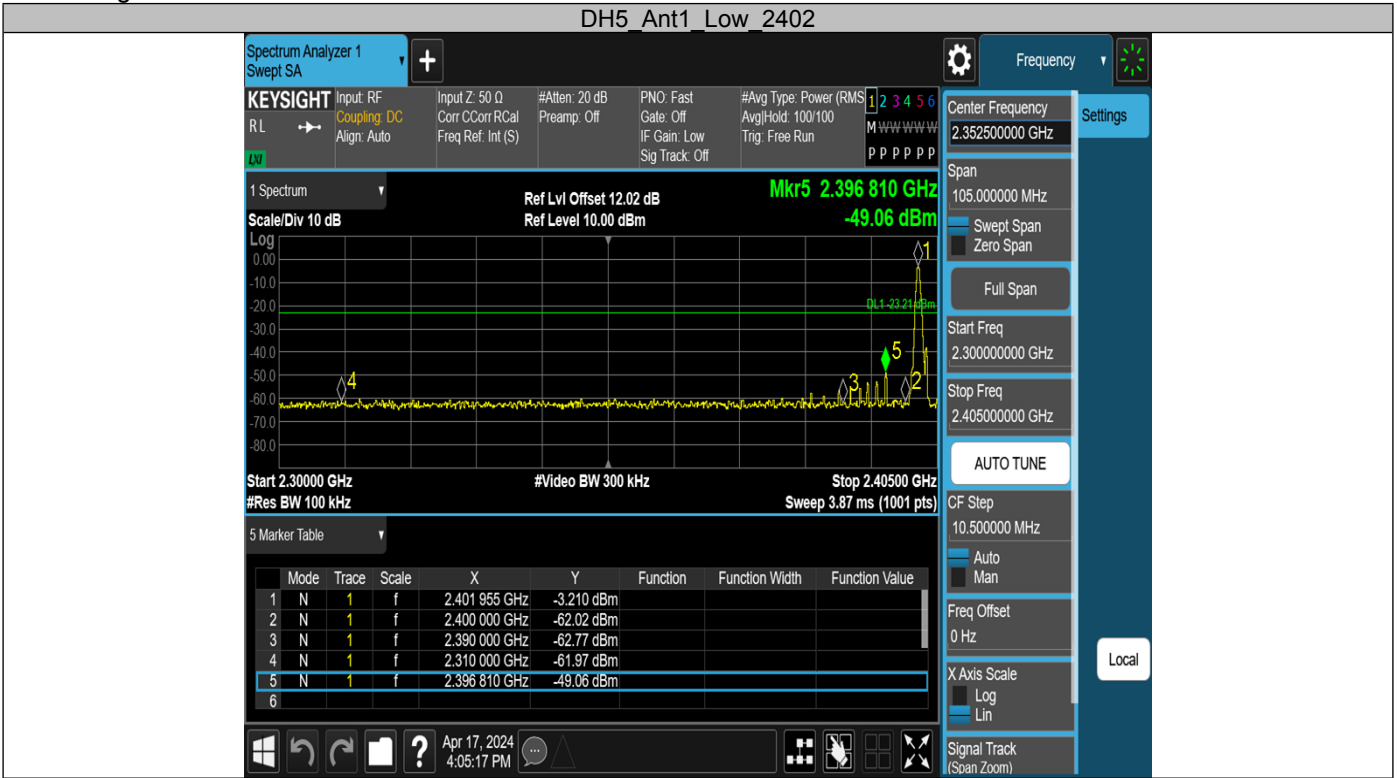 DH5_Ant1_Low_2402
Spectrum Analyzer 1
Swept SA
+
Frequency
KEYSIGHT
RL
LXI
Input: RF
Coupling: DC
Align: Auto
Input Z: 50 Ω
Corr CCorr RCal
Freq Ref: Int (S)
#Atten: 20 dB
Preamp: Off
PNO: Fast
Gate: Off
IF Gain: Low
Sig Track: Off
#Avg Type: Power (RMS
Avg|Hold: 100/100
Trig: Free Run
1 2 3 4 5 6
M W W W W W
P P P P P P
Center Frequency
2.352500000 GHz
Settings
Span
105.000000 MHz
Swept Span
Zero Span
Full Span
Start Freq
2.300000000 GHz
Stop Freq
2.405000000 GHz
AUTO TUNE
CF Step
10.500000 MHz
Auto
Man
Freq Offset
0 Hz
X Axis Scale
Log
Lin
Signal Track
(Span Zoom)
Local
1 Spectrum
Scale/Div 10 dB
Ref Lvl Offset 12.02 dB
Ref Level 10.00 dBm
Mkr5 2.396 810 GHz
-49.06 dBm
Log
0.00
-10.0
-20.0
-30.0
-40.0
-50.0
-60.0
-70.0
-80.0
1
DL1 -23.21 dBm
5
4
3
2
Start 2.30000 GHz
#Video BW 300 kHz
Stop 2.40500 GHz
#Res BW 100 kHz
Sweep 3.87 ms (1001 pts)
5 Marker Table
Mode Trace Scale X Y Function Function Width Function Value
1 N 1 f 2.401 955 GHz -3.210 dBm
2 N 1 f 2.400 000 GHz -62.02 dBm
3 N 1 f 2.390 000 GHz -62.77 dBm
4 N 1 f 2.310 000 GHz -61.97 dBm
5 N 1 f 2.396 810 GHz -49.06 dBm
6
?
Apr 17, 2024
4:05:17 PM